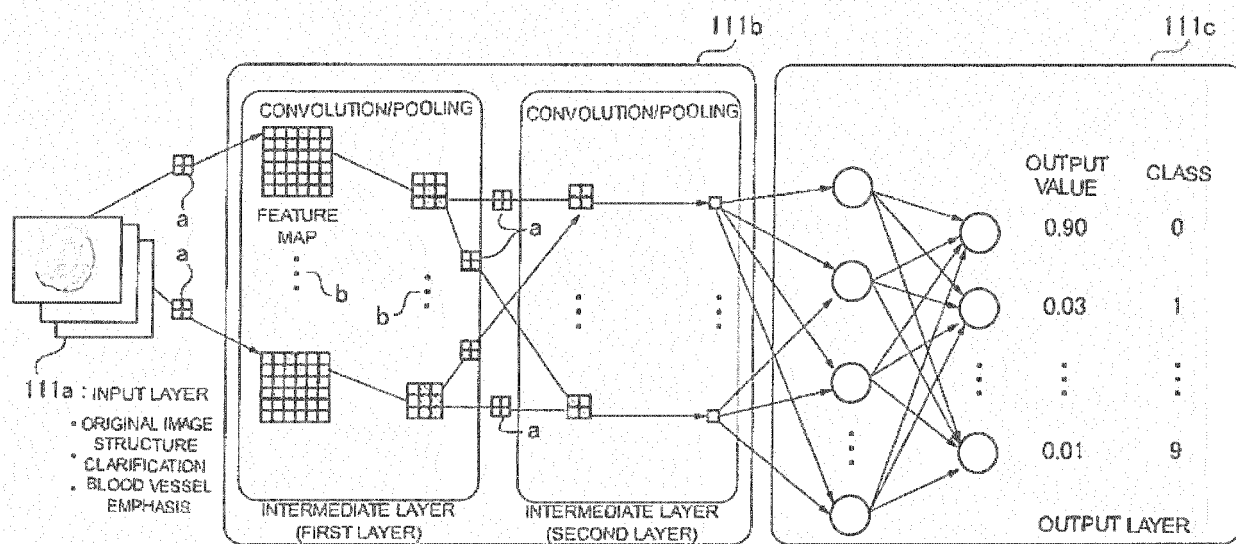 111b
111c
CONVOLUTION/POOLING
CONVOLUTION/POOLING
OUTPUT
VALUE
CLASS
a
a
FEATURE
MAP
a
b
b
0.90
0
0.03
1
0.01
9
111a : INPUT LAYER
• ORIGINAL IMAGE
STRUCTURE
• CLARIFICATION
• BLOOD VESSEL
EMPHASIS
a
INTERMEDIATE LAYER
(FIRST LAYER)
INTERMEDIATE LAYER
(SECOND LAYER)
OUTPUT LAYER